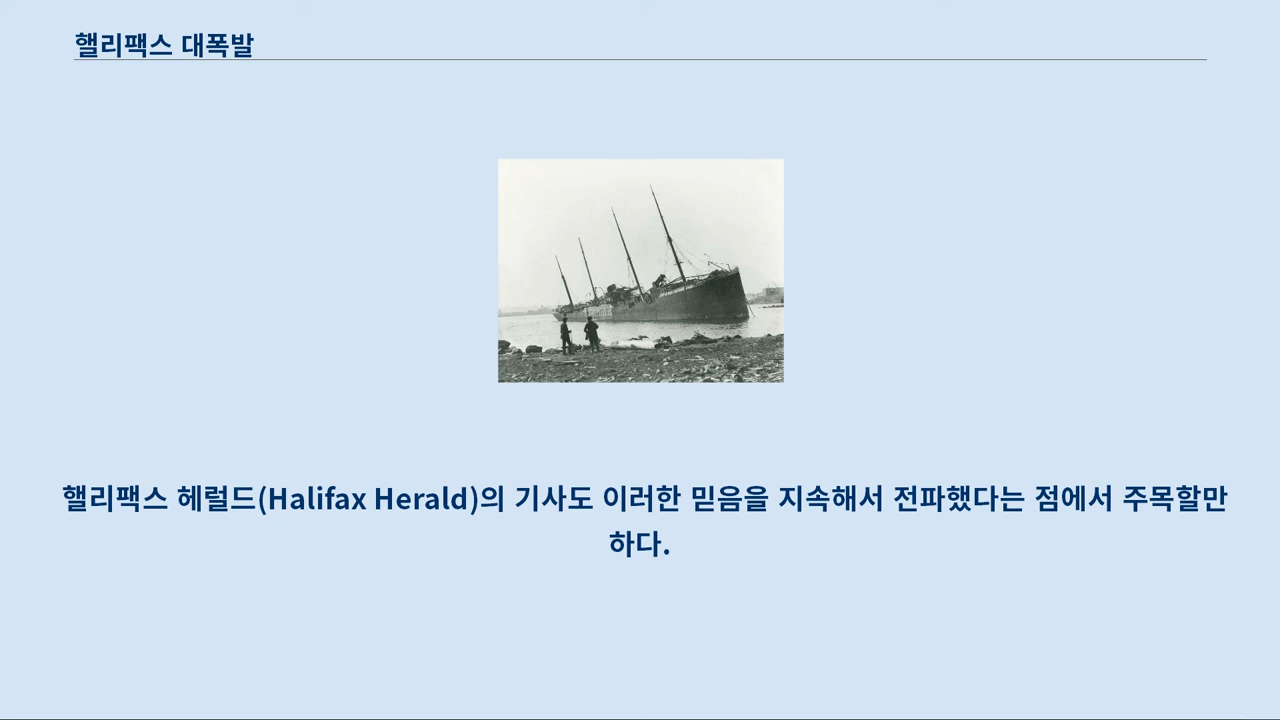 핼리팩스 대폭발
핼리팩스 헤럴드(Halifax Herald)의 기사도 이러한 믿음을 지속해서 전파했다는 점에서 주목할만
하다.